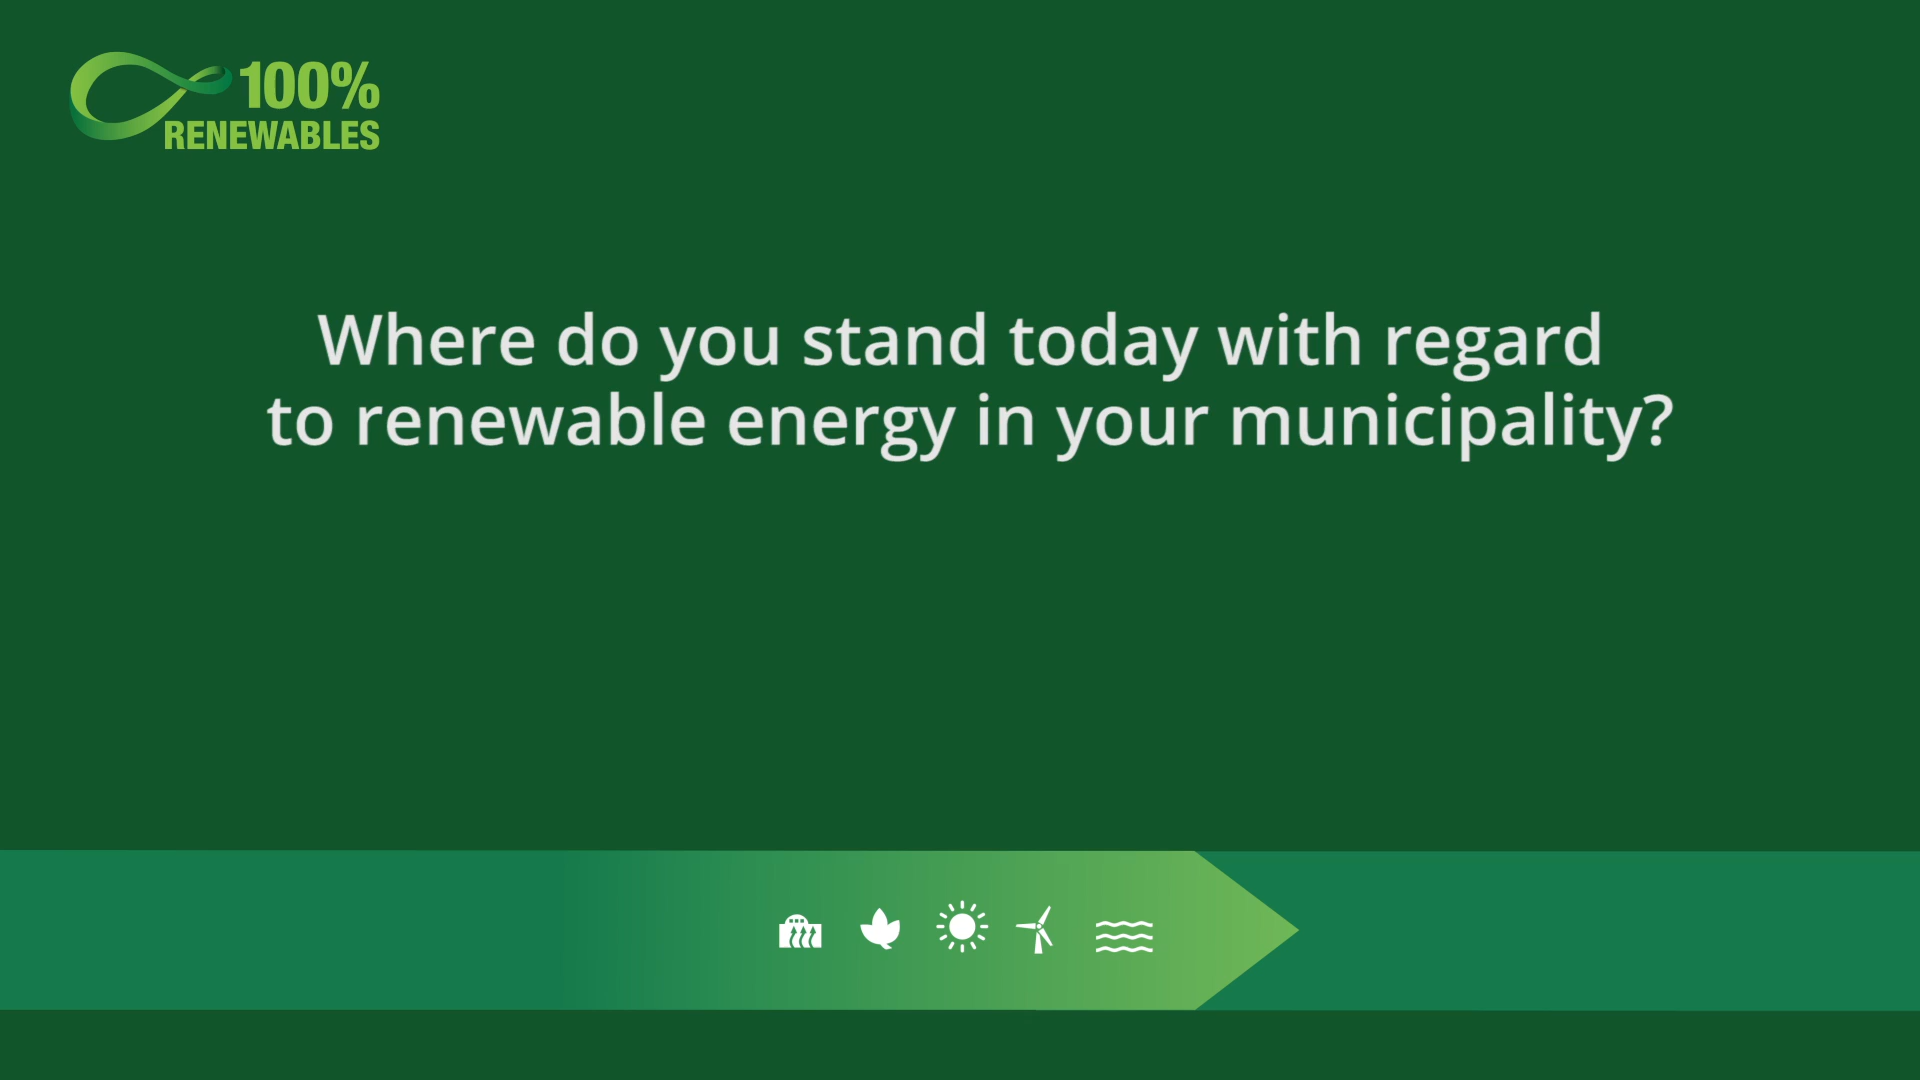 100%
RENEWABLES
Where do you stand today with regard
to renewable energy in your municipality?